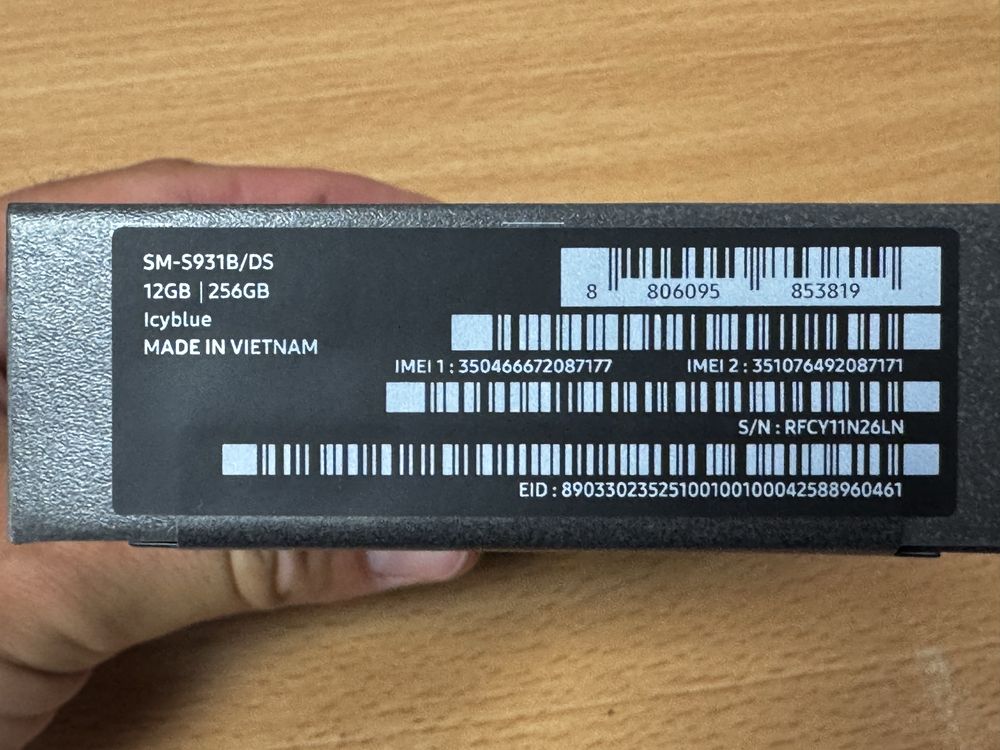 SM-S931B/DS
12GB | 256GB
Icyblue
MADE IN VIETNAM
8 806095 853819
IMEI 1 : 350466672087177 IMEI 2 : 351076492087171
S/N : RFCY11N26LN
EID : 89033023525100100100042588960461